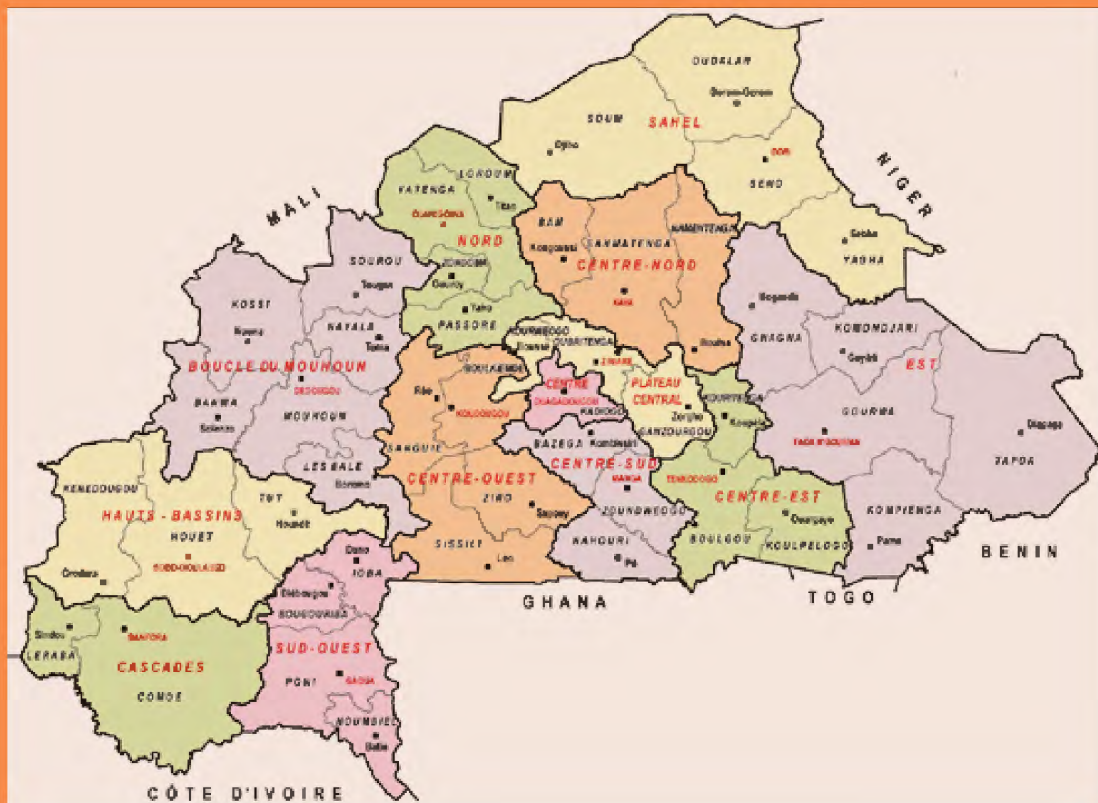 OUDALAN
Gorom-Gorom
SOUM
SAHEL
Djibo
DORI
NIGER
SENO
LOROUM
YATENGA
Titao
MALI
OUAHIGOUYA
NORD
BAM
NAMENTENGA
Kongoussi
SANMATENGA
CENTRE-NORD
Sebba
YAGHA
SOUROU
ZONDOMA
Gourcy
Tougan
KAYA
KOSSI
Yako
PASSORE
Bogande
GNAGNA
KOMONDJARI
Nouna
NAYALA
Toma
KOURWEOGO
OUBRITENGA
Boussé
ZINIARE
Boulsa
Gayéri
EST
BOUCLE DU MOUHOUN
DEDOUGOU
BOULKIEMDE
Réo
KOUDOUGOU
CENTRE
OUAGADOUGOU
KADIOGO
PLATEAU
CENTRAL
Zorgho
GANZOURGOU
KOURITENGA
Koupéla
GOURMA
BANWA
Solenzo
MOUHOUN
SANGUIE
BAZEGA
Kombissiri
FADA N'GOURMA
Diapaga
TAPOA
LES BALE
Boromo
CENTRE-OUEST
CENTRE-SUD
MANGA
TENKODOGO
CENTRE-EST
KENEDOUGOU
TUY
Houndé
HAUTS - BASSINS
HOUET
ZIRO
Sapouy
ZOUNDWEOGO
Ouargaye
KOMPIENGA
SISSILI
Leo
NAHOURI
Pô
BOULGOU
KOULPELOGO
Pama
BENIN
Orodara
BOBO-DIOULASSO
Dano
IOBA
Diébougou
BOUGOURIBA
GHANA
TOGO
Sindou
LERABA
BANFORA
CASCADES
COMOE
SUD-OUEST
PONI
GAOUA
NOUMBIEL
Batie
CÔTE D'IVOIRE